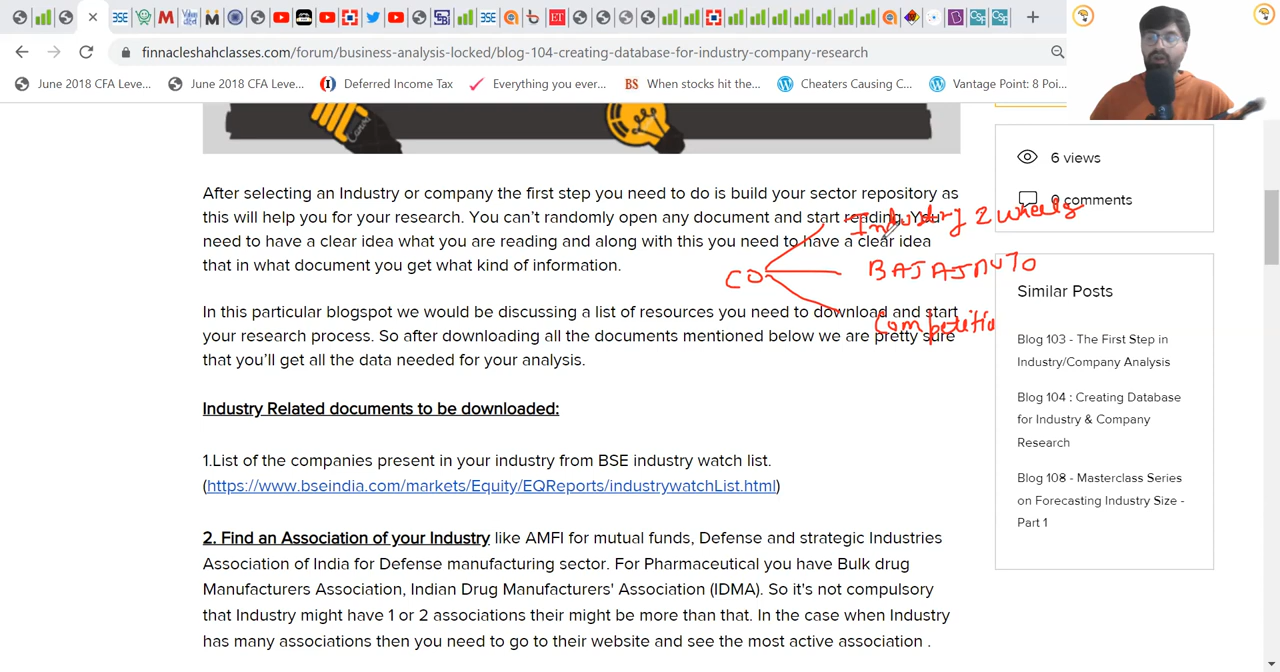 finnacleshahclasses.com/forum/business-analysis-locked/blog-104-creating-database-for-industry-company-research
June 2018 CFA Leve...
June 2018 CFA Level...
Deferred Income Tax
Everything you ever...
BS When stocks hit the...
Cheaters Causing C...
Vantage Point: 8 Poi...
After selecting an Industry or company the first step you need to do is build your sector repository as
this will help you for your research. You can't randomly open any document and start reading. You
need to have a clear idea what you are reading and along with this you need to have a clear idea
that in what document you get what kind of information.
In this particular blogspot we would be discussing a list of resources you need to download and start
your research process. So after downloading all the documents mentioned below we are pretty sure
that you'll get all the data needed for your analysis.
Industry 2 wheels
CO
BAJAJ AUTO
Competitio
Industry Related documents to be downloaded:
1.List of the companies present in your industry from BSE industry watch list.
(https://www.bseindia.com/markets/Equity/EQReports/industrywatchList.html)
2. Find an Association of your Industry like AMFI for mutual funds, Defense and strategic Industries
Association of India for Defense manufacturing sector. For Pharmaceutical you have Bulk drug
Manufacturers Association, Indian Drug Manufacturers' Association (IDMA). So it's not compulsory
that Industry might have 1 or 2 associations their might be more than that. In the case when Industry
has many associations then you need to go to their website and see the most active association .
6 views
0 comments
Similar Posts
Blog 103 - The First Step in
Industry/Company Analysis
Blog 104 : Creating Database
for Industry & Company
Research
Blog 108 - Masterclass Series
on Forecasting Industry Size -
Part 1